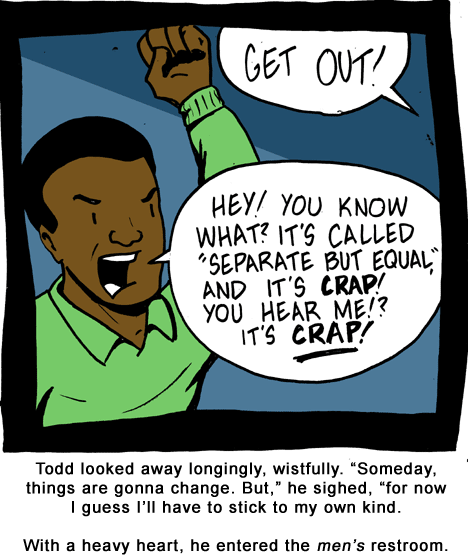 GET OUT!
HEY! YOU KNOW
WHAT? IT'S CALLED
"SEPARATE BUT EQUAL,"
AND IT'S CRAP!
YOU HEAR ME!?
IT'S CRAP!
Todd looked away longingly, wistfully. “Someday,
things are gonna change. But,” he sighed, “for now
I guess I’ll have to stick to my own kind.
With a heavy heart, he entered the men’s restroom.